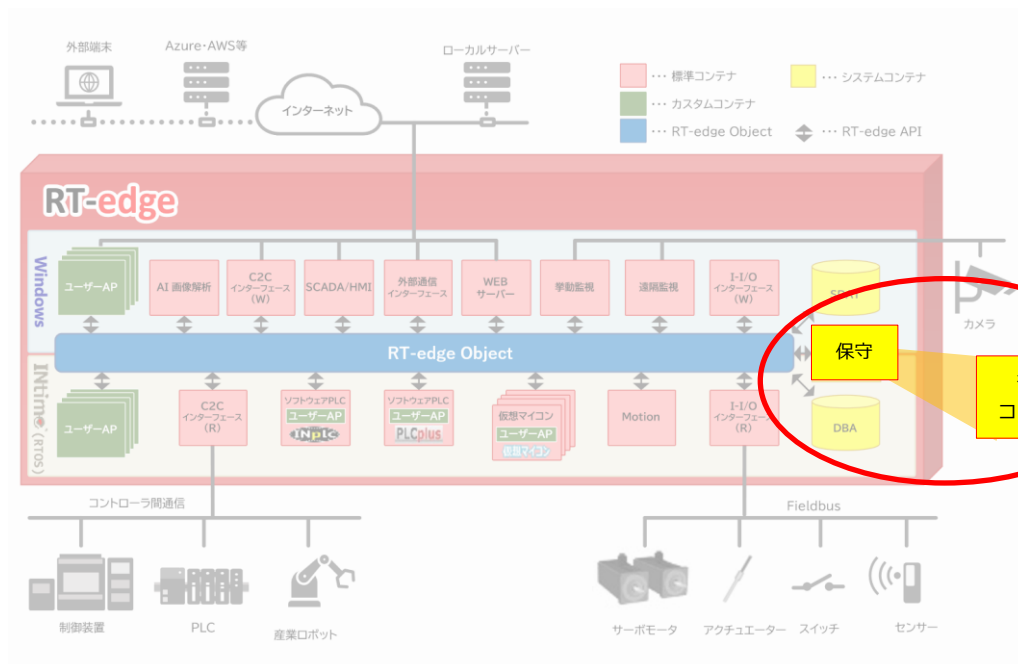 外部端末
Azure・AWS等
ローカルサーバー
インターネット
… 標準コンテナ
… システムコンテナ
… カスタムコンテナ
… RT-edge Object
… RT-edge API
RT-edge
Windows
ユーザーAP
AI 画像解析
C2C
インターフェース
(W)
SCADA/HMI
外部通信
インターフェース
WEB
サーバー
挙動監視
遠隔監視
I-I/O
インターフェース
(W)
カメラ
RT-edge Object
保守
コ
INtime(RTOS)
ユーザーAP
C2C
インターフェース
(R)
ソフトウェアPLC
ユーザーAP
INplc
ソフトウェアPLC
ユーザーAP
PLCplus
仮想マイコン
ユーザーAP
仮想マイコン
Motion
I-I/O
インターフェース
(R)
DBA
コントローラ間通信
Fieldbus
制御装置
PLC
産業ロボット
サーボモータ
アクチュエーター
スイッチ
センサー